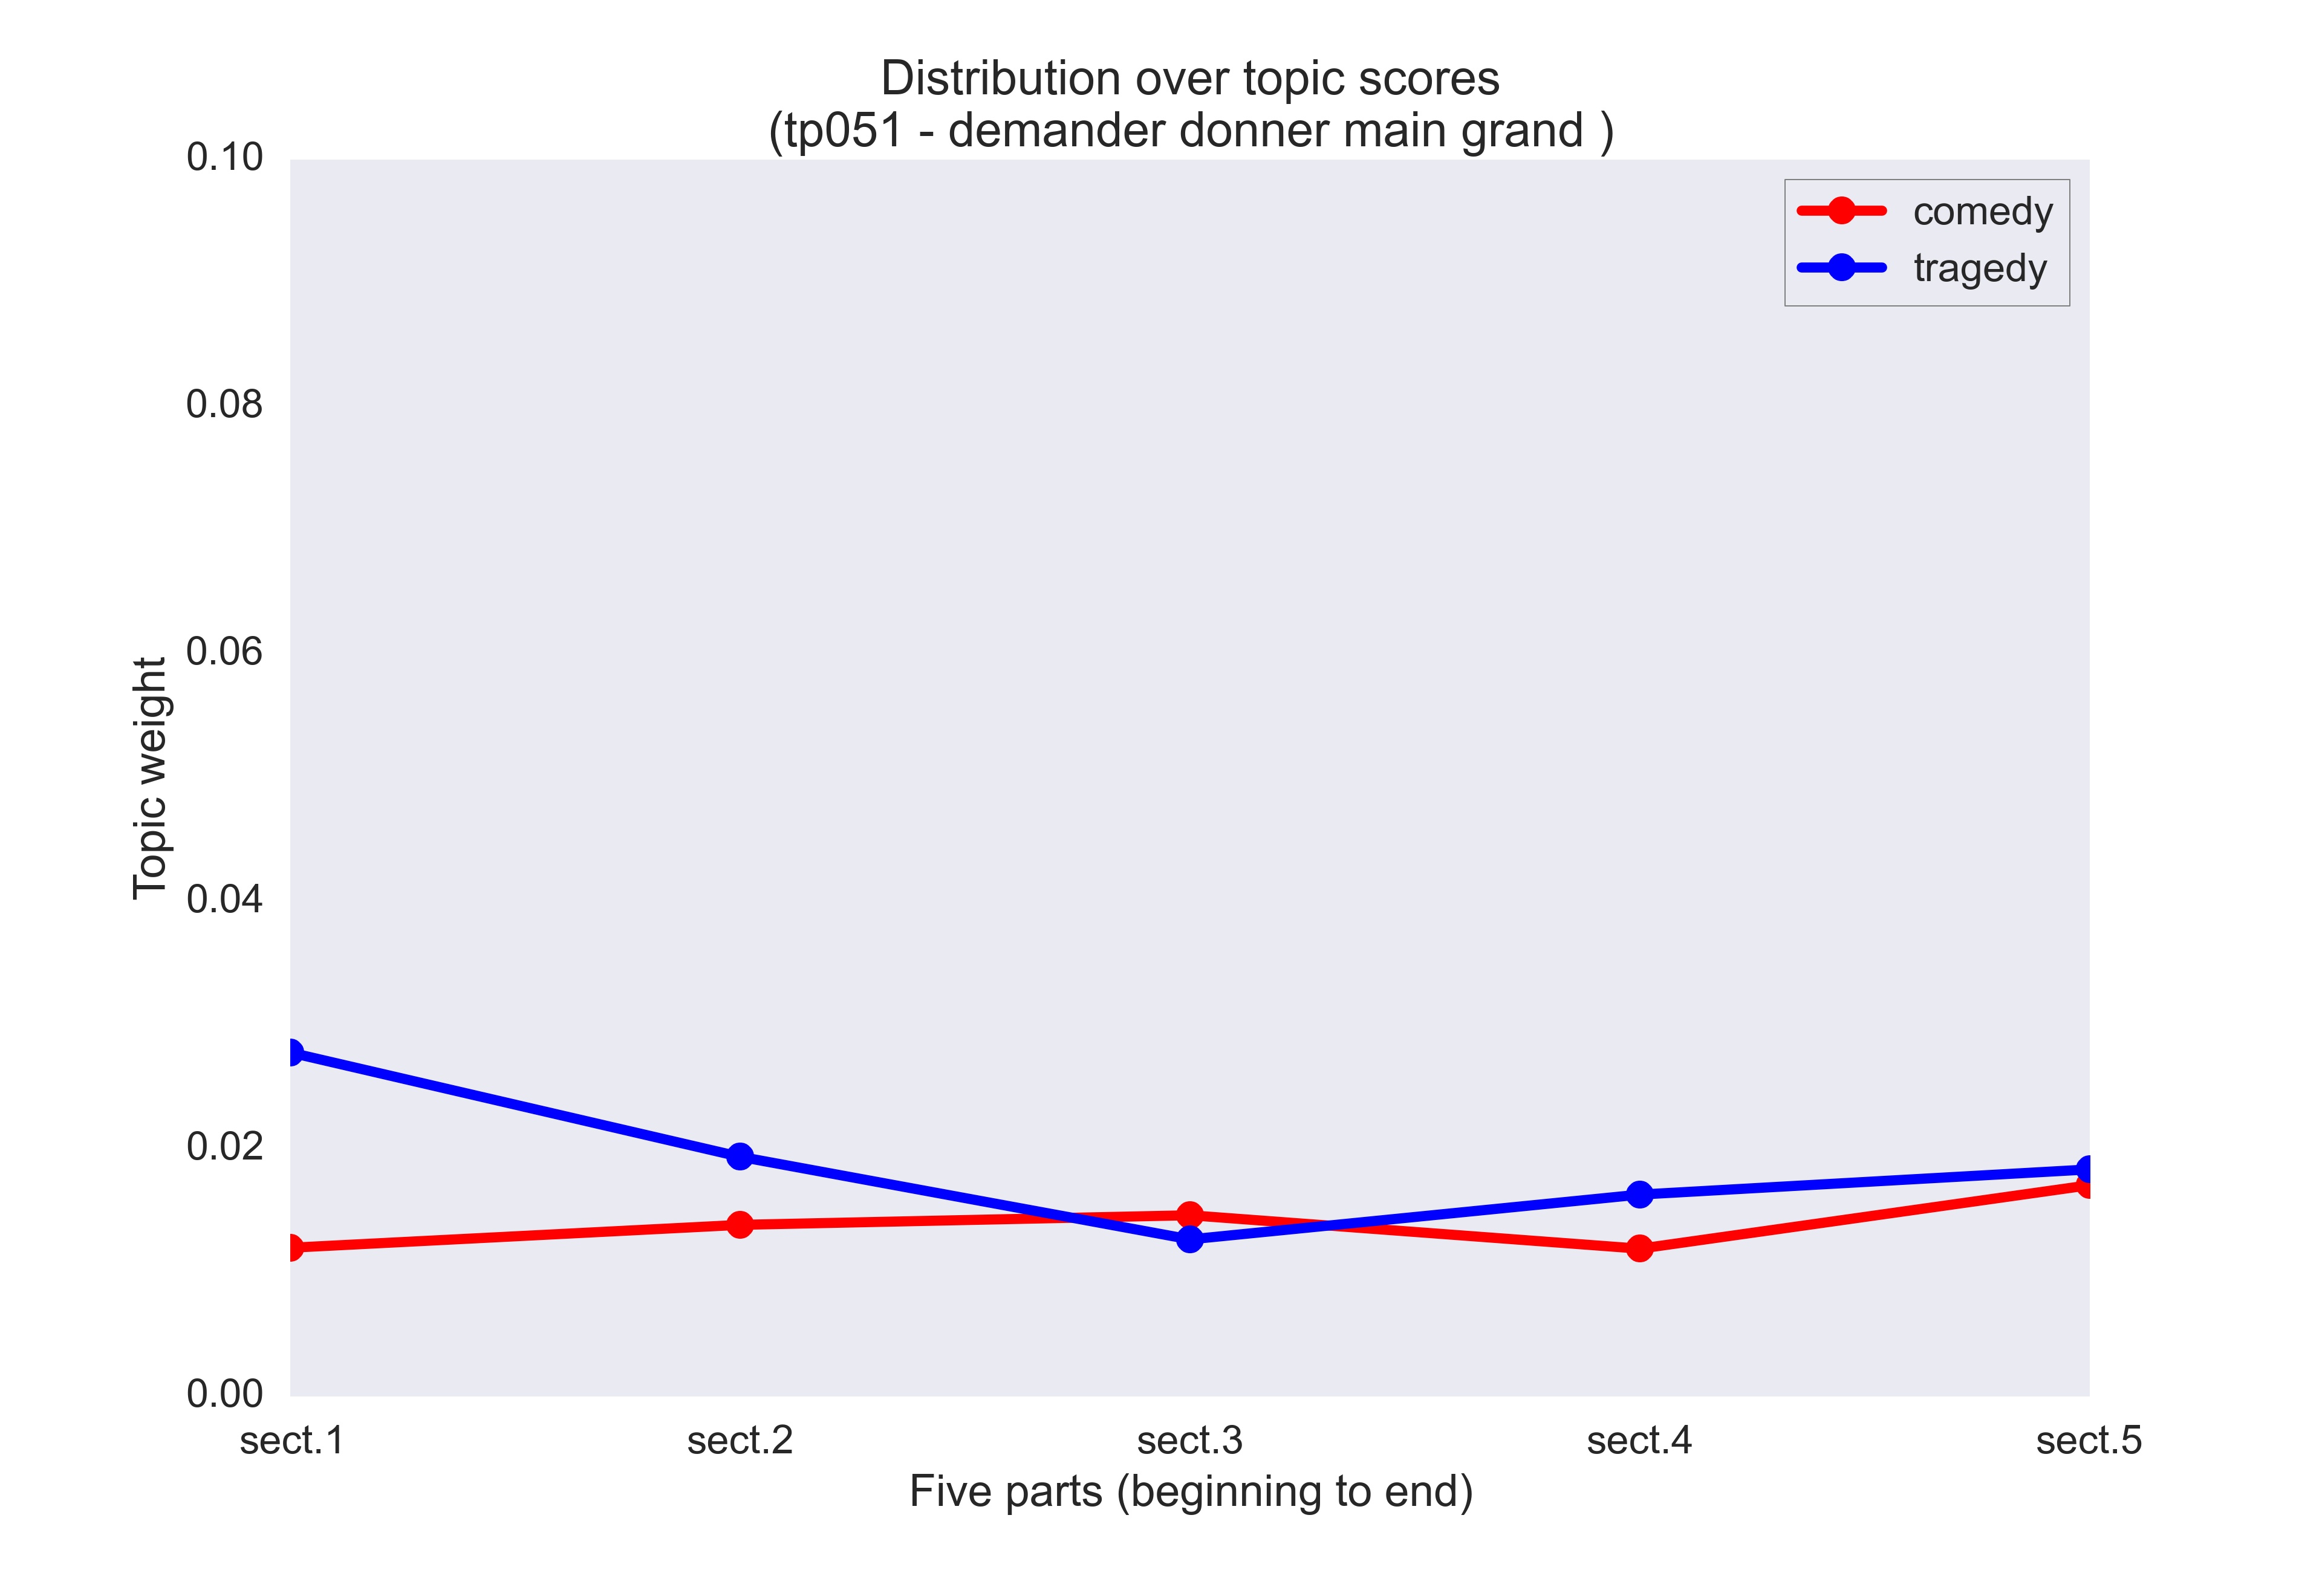 Distribution over topic scores
(tp051 - demander donner main grand )
comedy
tragedy
Topic weight
0.10
0.08
0.06
0.04
0.02
0.00
sect.1 sect.2 sect.3 sect.4 sect.5
Five parts (beginning to end)